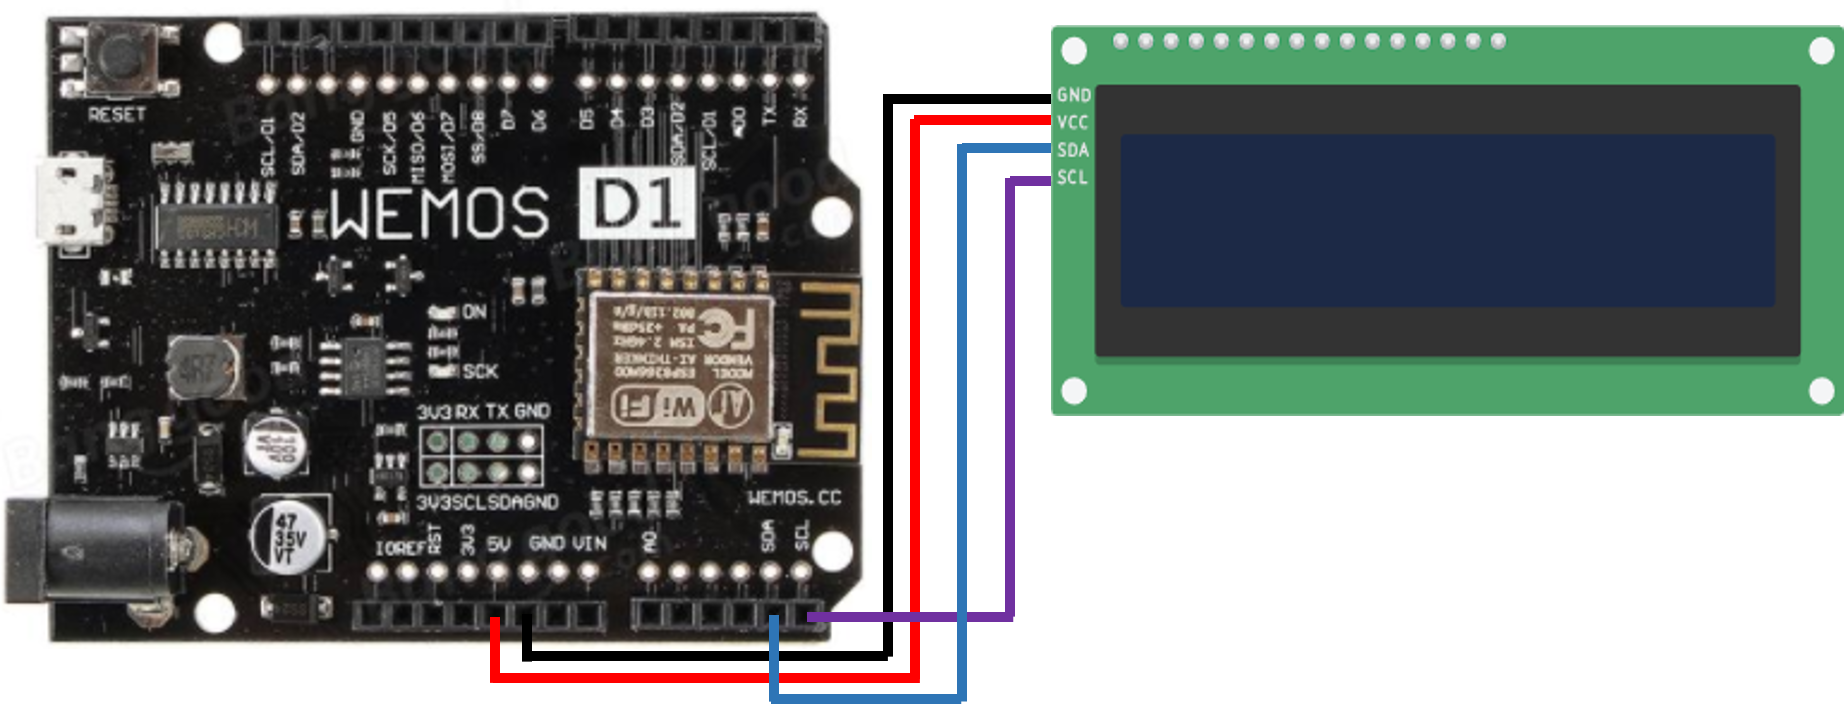 RESET
SCL/D1
SDA/D2
GND
SCK/D5
MISO/D6
MOSI/D7
SS/D8
D7
D6
D5
D4
D3
SDA/D2
SCL/D1
D0
TX
RX
WEMOS D1
ON
SCK
3V3 RX TX GND
3V3SCLSDAGND
MODEL ESP8266MOD
VENDOR AI-THINKER
ISM 2.4GHz
PA +25dBm
802.11b/g/n
FC
Ai WiFi
47
35V
VT
WEMOS.CC
IOREF
RST
3V3
5V
GND
VIN
A0
SDA
SCL
GND
VCC
SDA
SCL